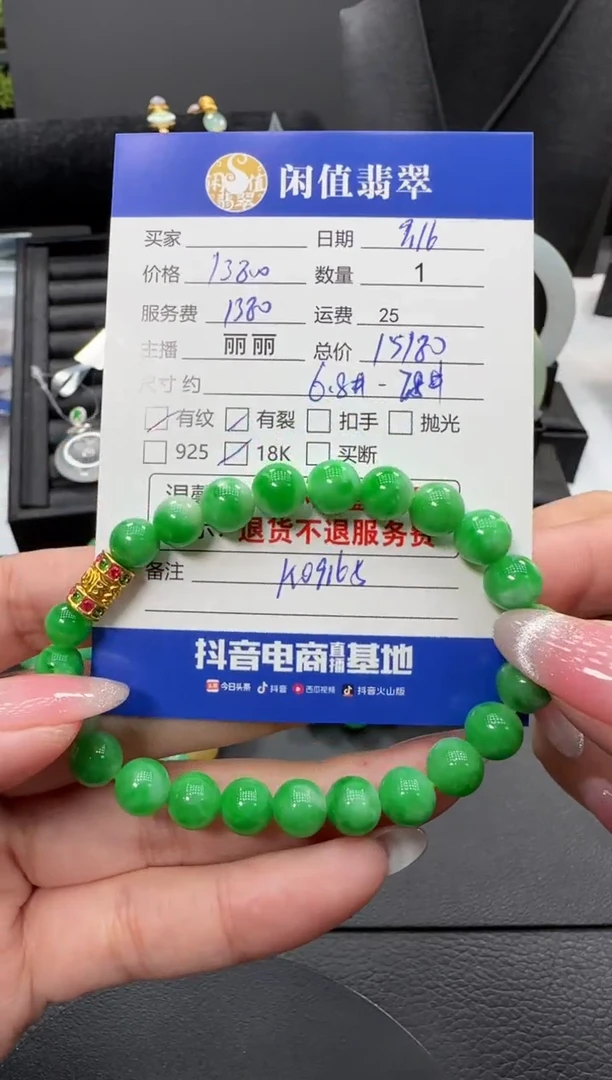 闲值翡翠
闲值翡翠
买家 日期 9.16
价格 13800 数量 1
服务费 1380 运费 25
主播 丽丽 总价 15180
尺寸约 6.8# - 7.8#
有纹 有裂 扣手 抛光
925 18K 买断
退货不退服务费
备注
抖音电商直播基地
今日头条 抖音 西瓜视频 抖音火山版